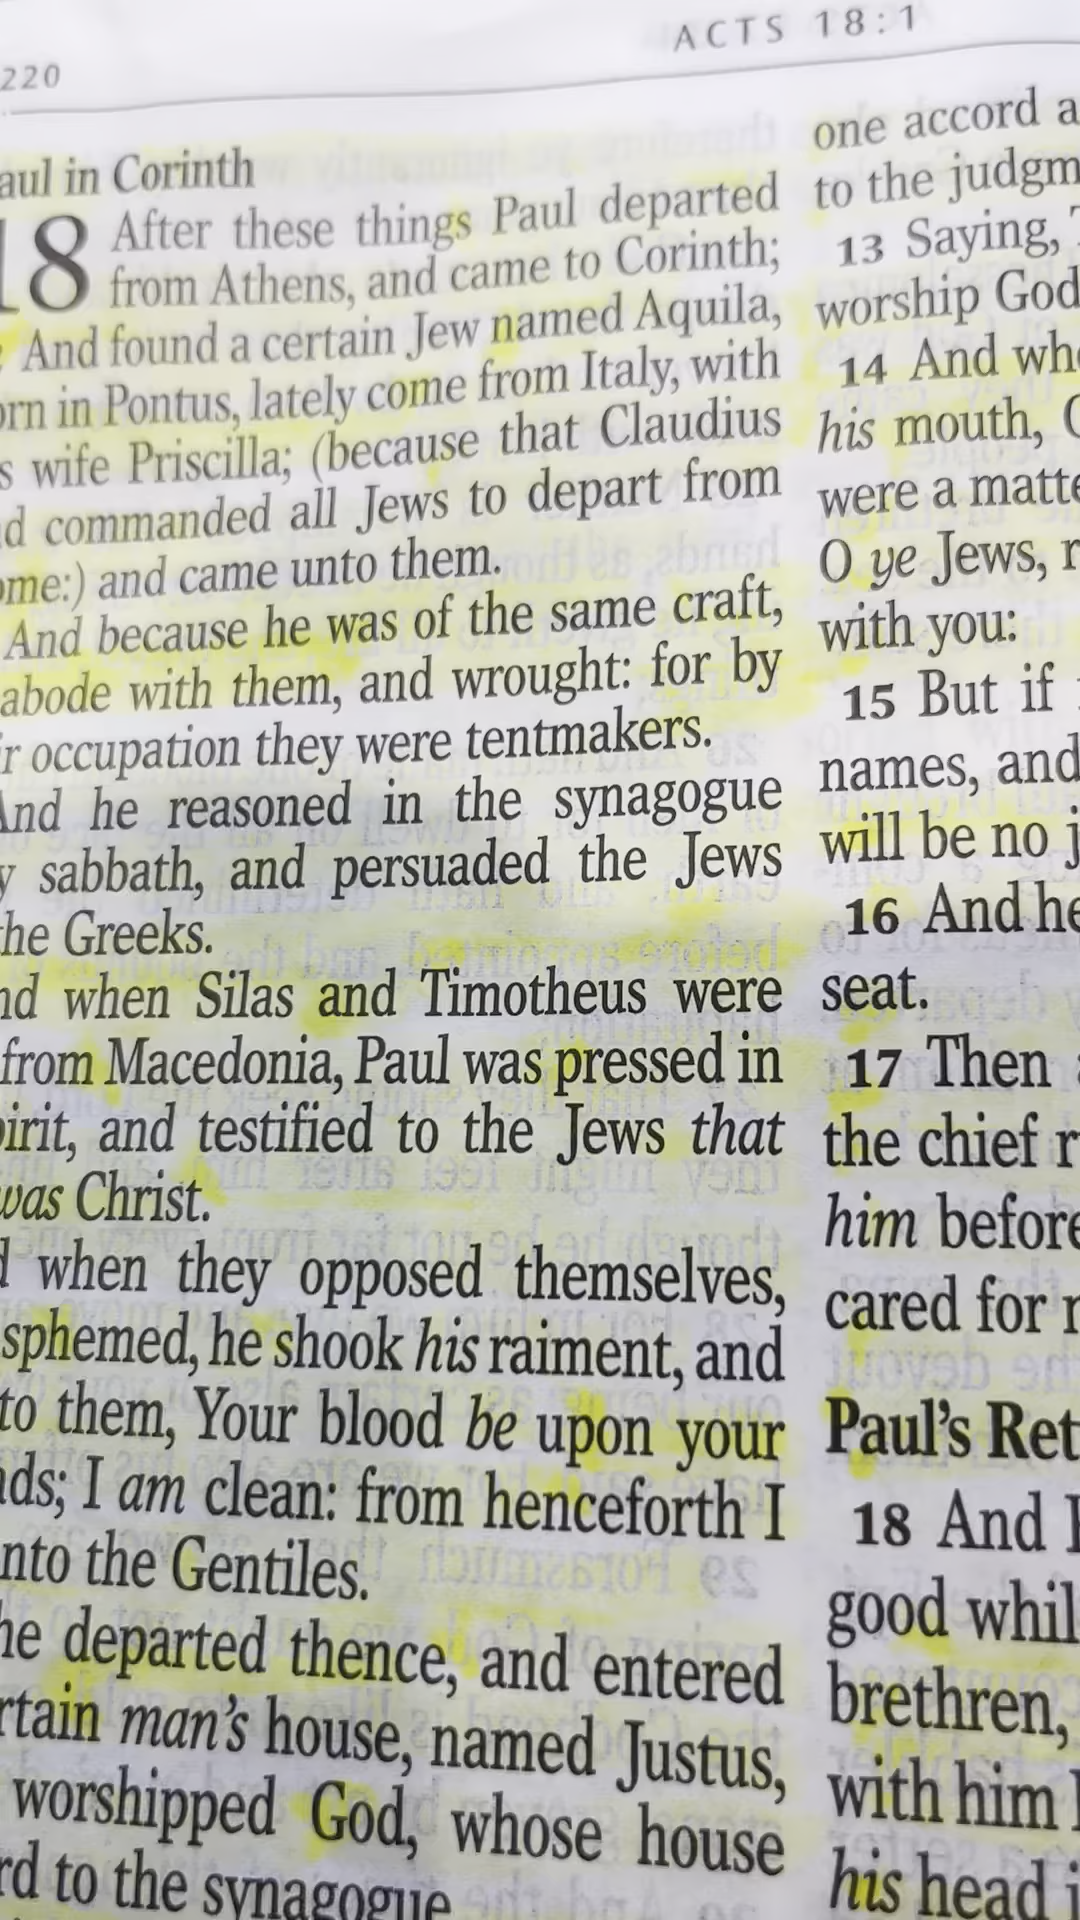 220
ACTS 18:1
aul in Corinth
18 After these things Paul departed
from Athens, and came to Corinth;
And found a certain Jew named Aquila,
orn in Pontus, lately come from Italy, with
s wife Priscilla; (because that Claudius
d commanded all Jews to depart from
ome:) and came unto them.
And because he was of the same craft,
abode with them, and wrought: for by
ir occupation they were tentmakers.
And he reasoned in the synagogue
y sabbath, and persuaded the Jews
the Greeks.
nd when Silas and Timotheus were
from Macedonia, Paul was pressed in
pirit, and testified to the Jews that
was Christ.
d when they opposed themselves,
sphemed, he shook his raiment, and
to them, Your blood be upon your
ads; I am clean: from henceforth I
nto the Gentiles.
he departed thence, and entered
rtain man's house, named Justus,
worshipped God, whose house
rd to the synagogue
one accord a
to the judgm
13 Saying,
worship God
14 And whe
his mouth,
were a matte
O ye Jews, r
with you:
15 But if
names, and
will be no j
16 And he
seat.
17 Then
the chief r
him before
cared for
Paul's Ret
18 And
good whil
brethren,
with him
his head i